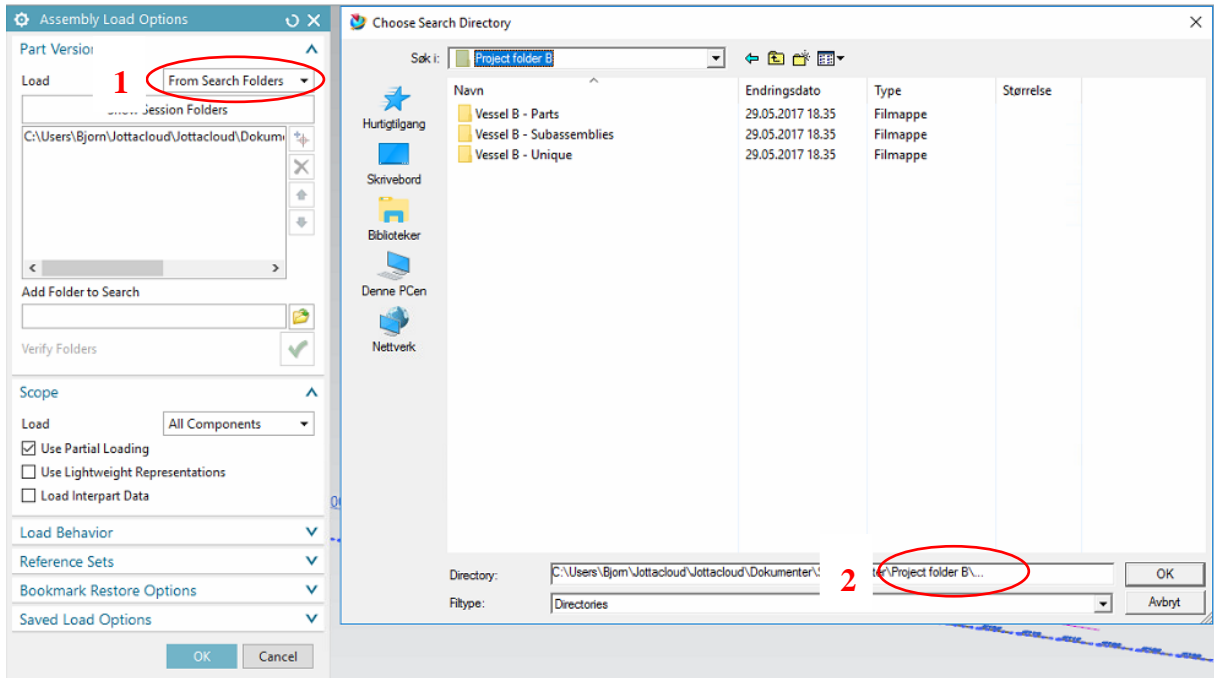 Assembly Load Options
Part Version
Load
1
From Search Folders
Session Folders
C:\Users\Bjorn\Jottacloud\Jottacloud\Dokum
Add Folder to Search
Verify Folders
Scope
Load All Components
Use Partial Loading
Use Lightweight Representations
Load Interpart Data
Load Behavior
Reference Sets
Bookmark Restore Options
Saved Load Options
OK Cancel
Choose Search Directory
Søk i: Project folder B
Hurtigtilgang
Skrivebord
Biblioteker
Denne PCen
Nettverk
Navn Endringsdato Type Størrelse
Vessel B - Parts 29.05.2017 18.35 Filmappe
Vessel B - Subassemblies 29.05.2017 18.35 Filmappe
Vessel B - Unique 29.05.2017 18.35 Filmappe
Directory: C:\Users\Bjorn\Jottacloud\Jottacloud\Dokumenter\ 2 ter\Project folder B\... OK
Filtype: Directories Avbryt